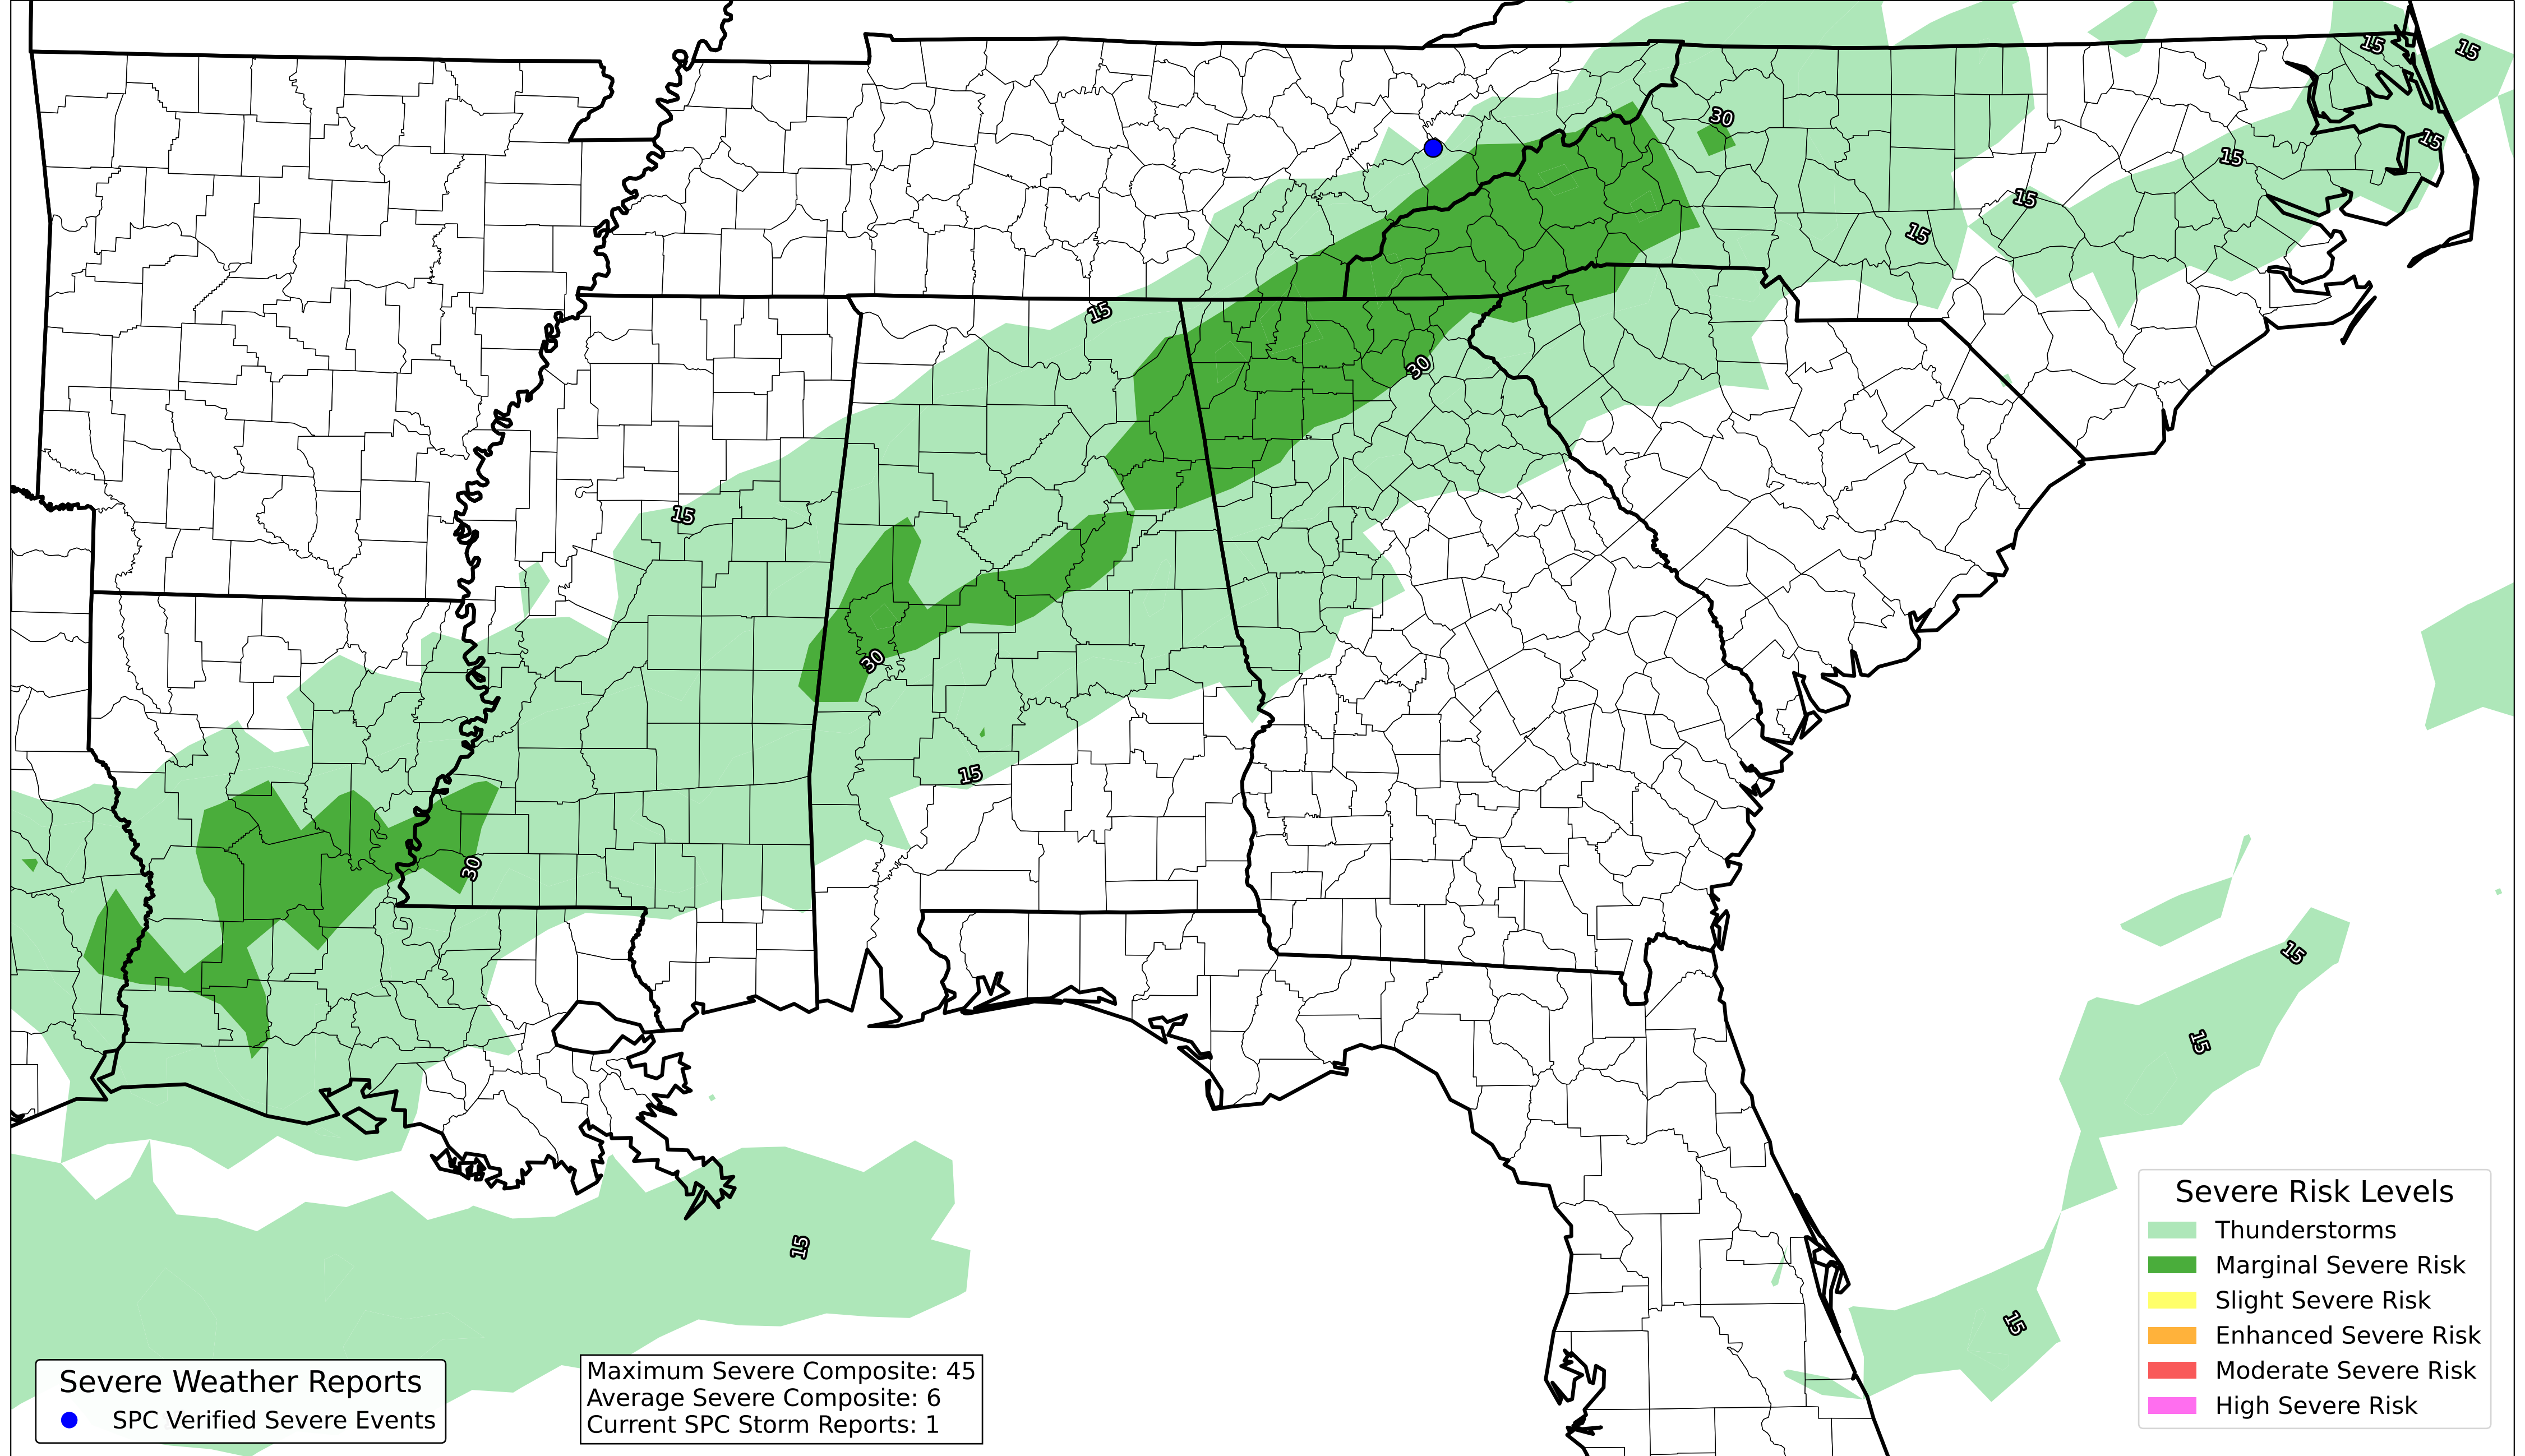 15
15
30
15
15
15
15
15
30
15
30
15
30
15
15
15
15
Severe Risk Levels
Thunderstorms
Marginal Severe Risk
Slight Severe Risk
Enhanced Severe Risk
Moderate Severe Risk
High Severe Risk
Severe Weather Reports
SPC Verified Severe Events
Maximum Severe Composite: 45
Average Severe Composite: 6
Current SPC Storm Reports: 1